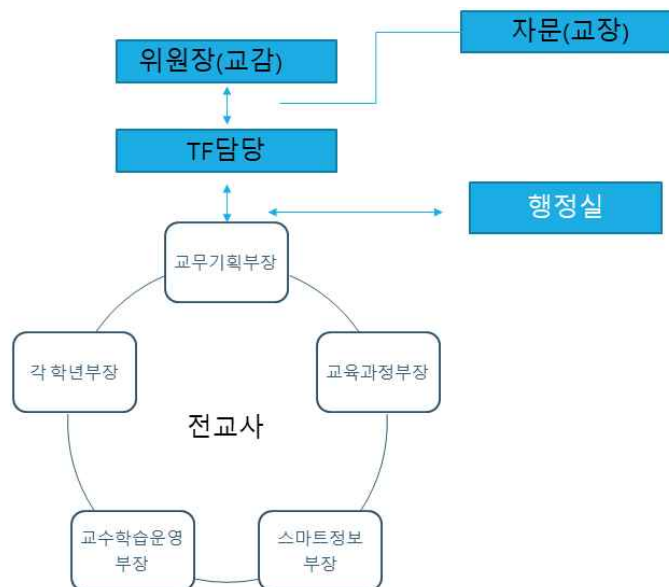 자문(교장)
위원장(교감)
TF담당
행정실
교무기획부장
각 학년부장
교육과정부장
전교사
교수학습운영
부장
스마트정보
부장